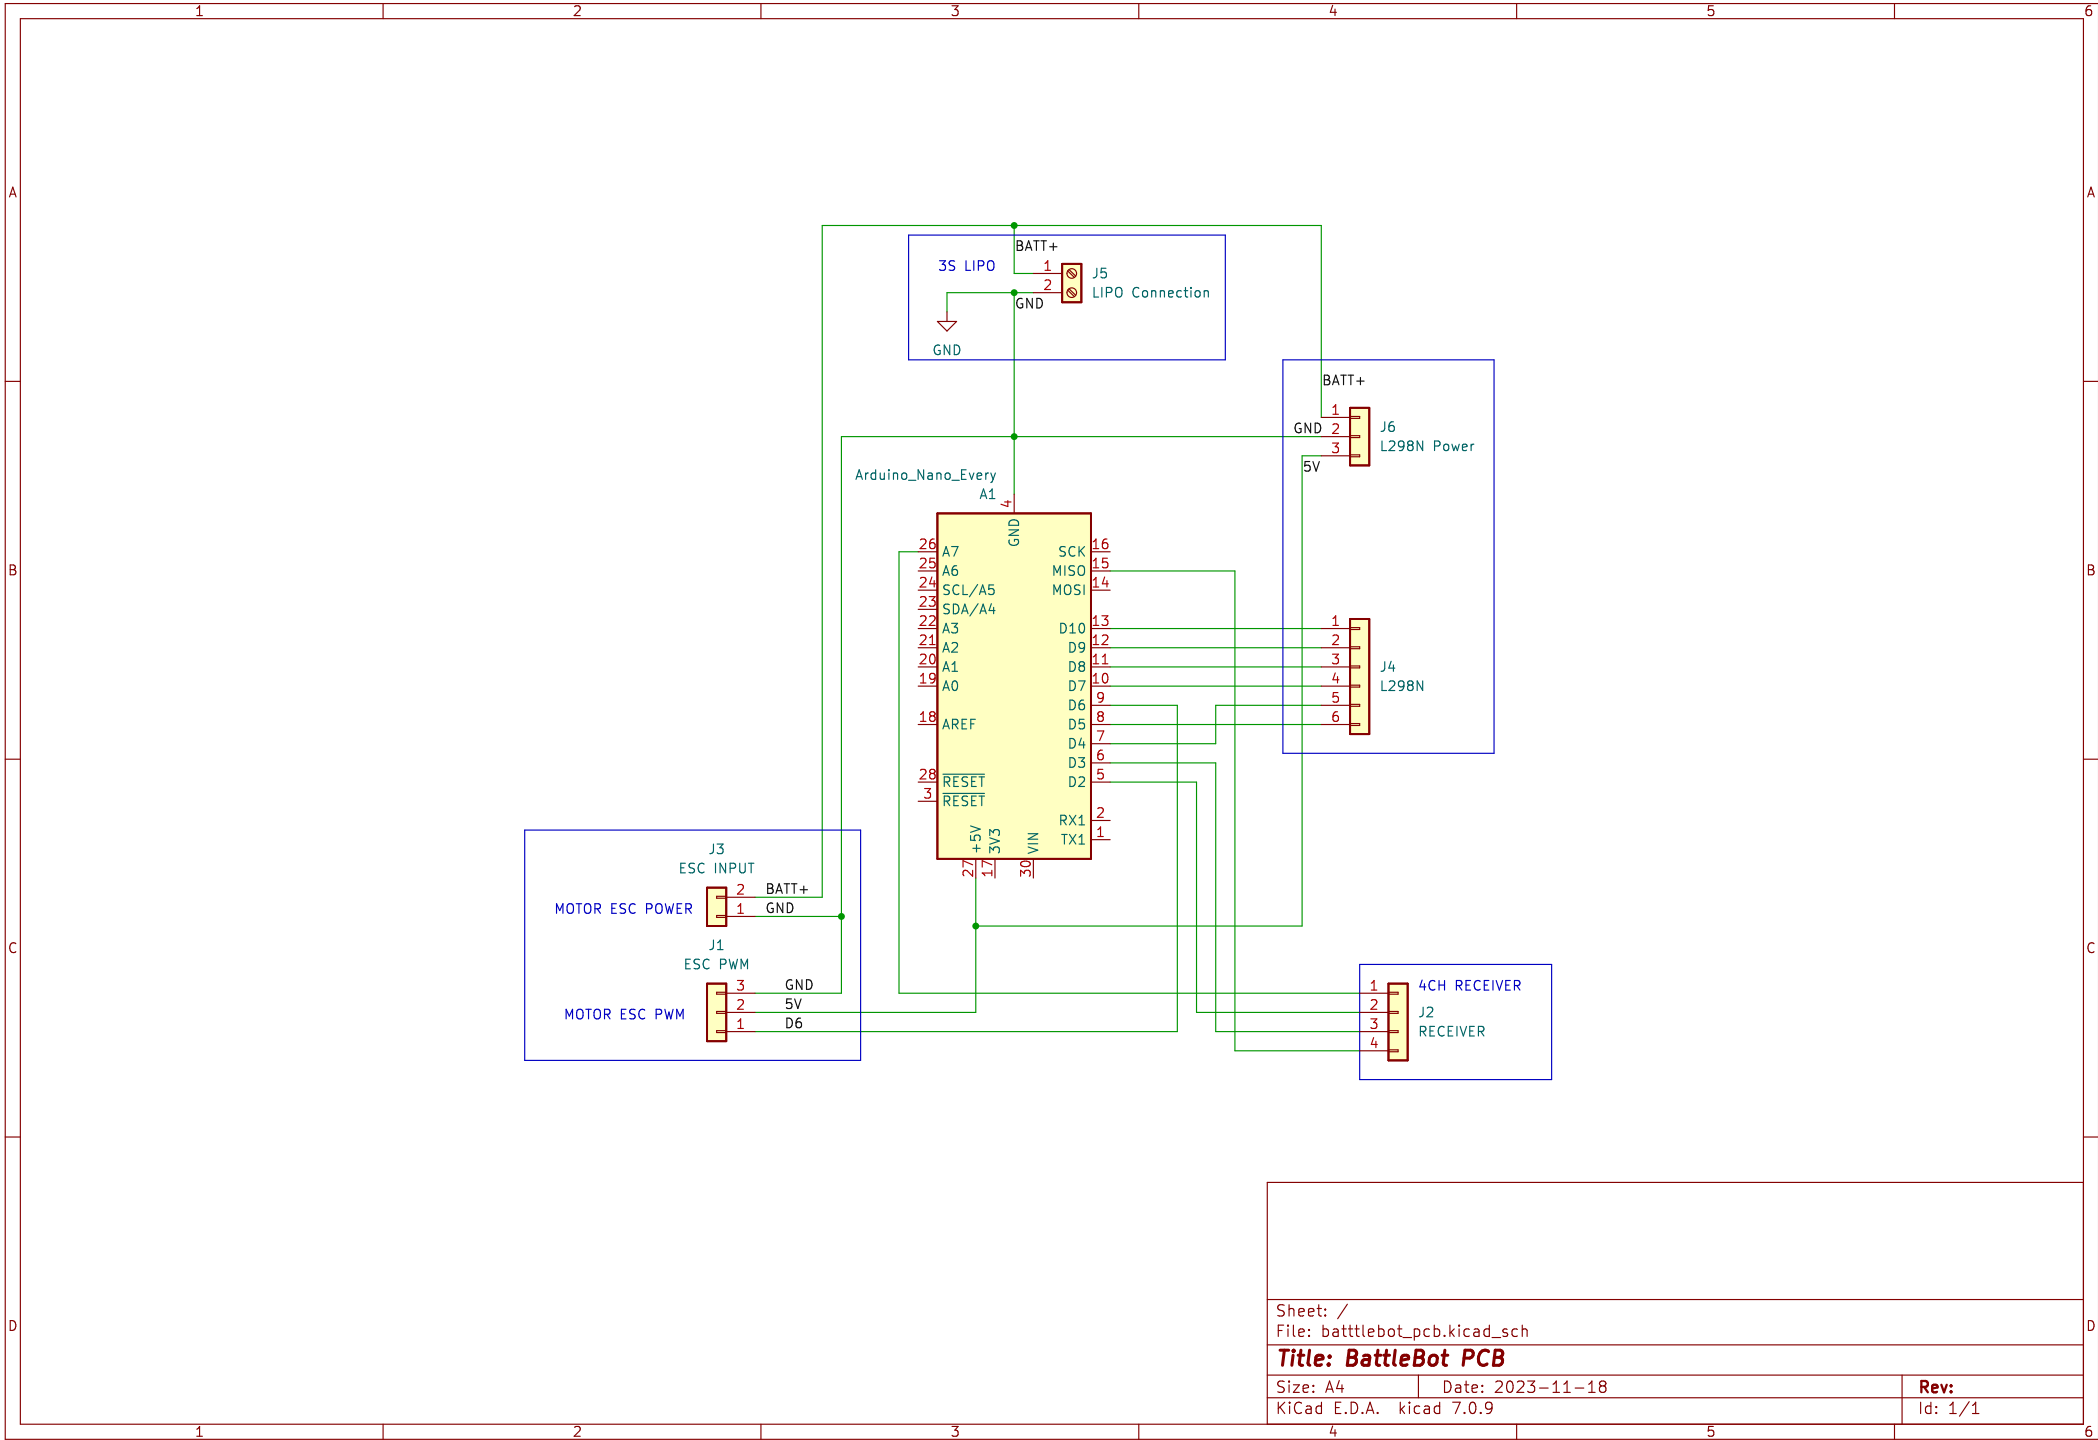 1 2 3 4 5 6
A A
BATT+
3S LIPO
1
2
J5
LIPO Connection
GND
GND
BATT+
1
GND 2
3
5V
J6
L298N Power
B B
Arduino_Nano_Every
A1
4
GND
26 A7
25 A6
24 SCL/A5
23 SDA/A4
22 A3
21 A2
20 A1
19 A0
18 AREF
28 RESET
3 RESET
SCK 16
MISO 15
MOSI 14
D10 13
D9 12
D8 11
D7 10
D6 9
D5 8
D4 7
D3 6
D2 5
RX1 2
TX1 1
+5V
3V3
VIN
27
17
30
1
2
3
4
5
6
J4
L298N
C C
J3
ESC INPUT
MOTOR ESC POWER
2 BATT+
1 GND
J1
ESC PWM
MOTOR ESC PWM
3 GND
2 5V
1 D6
1
2
3
4
4CH RECEIVER
J2
RECEIVER
D D
Sheet: /
File: batttlebot_pcb.kicad_sch
Title: BattleBot PCB
Size: A4 Date: 2023-11-18 Rev:
KiCad E.D.A. kicad 7.0.9 Id: 1/1
1 2 3 4 5 6